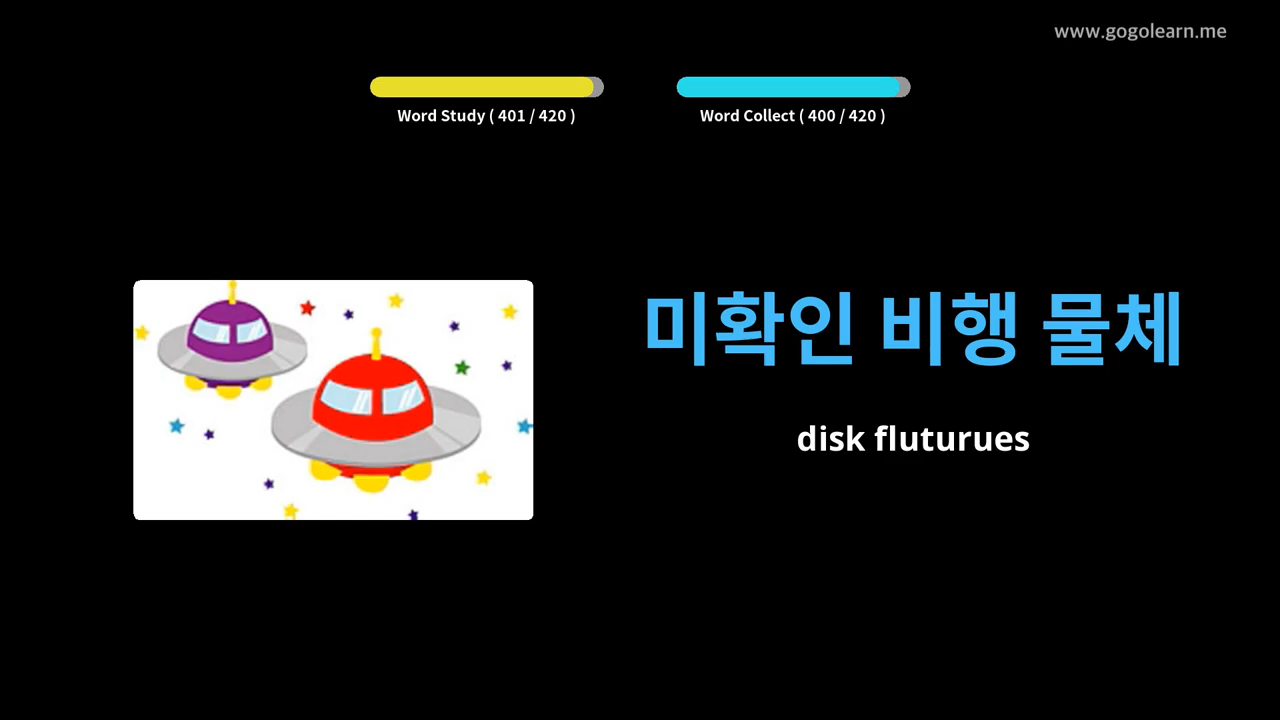 www.gogolearn.me
Word Study ( 401 / 420 )
Word Collect ( 400 / 420 )
미확인 비행 물체
disk fluturues